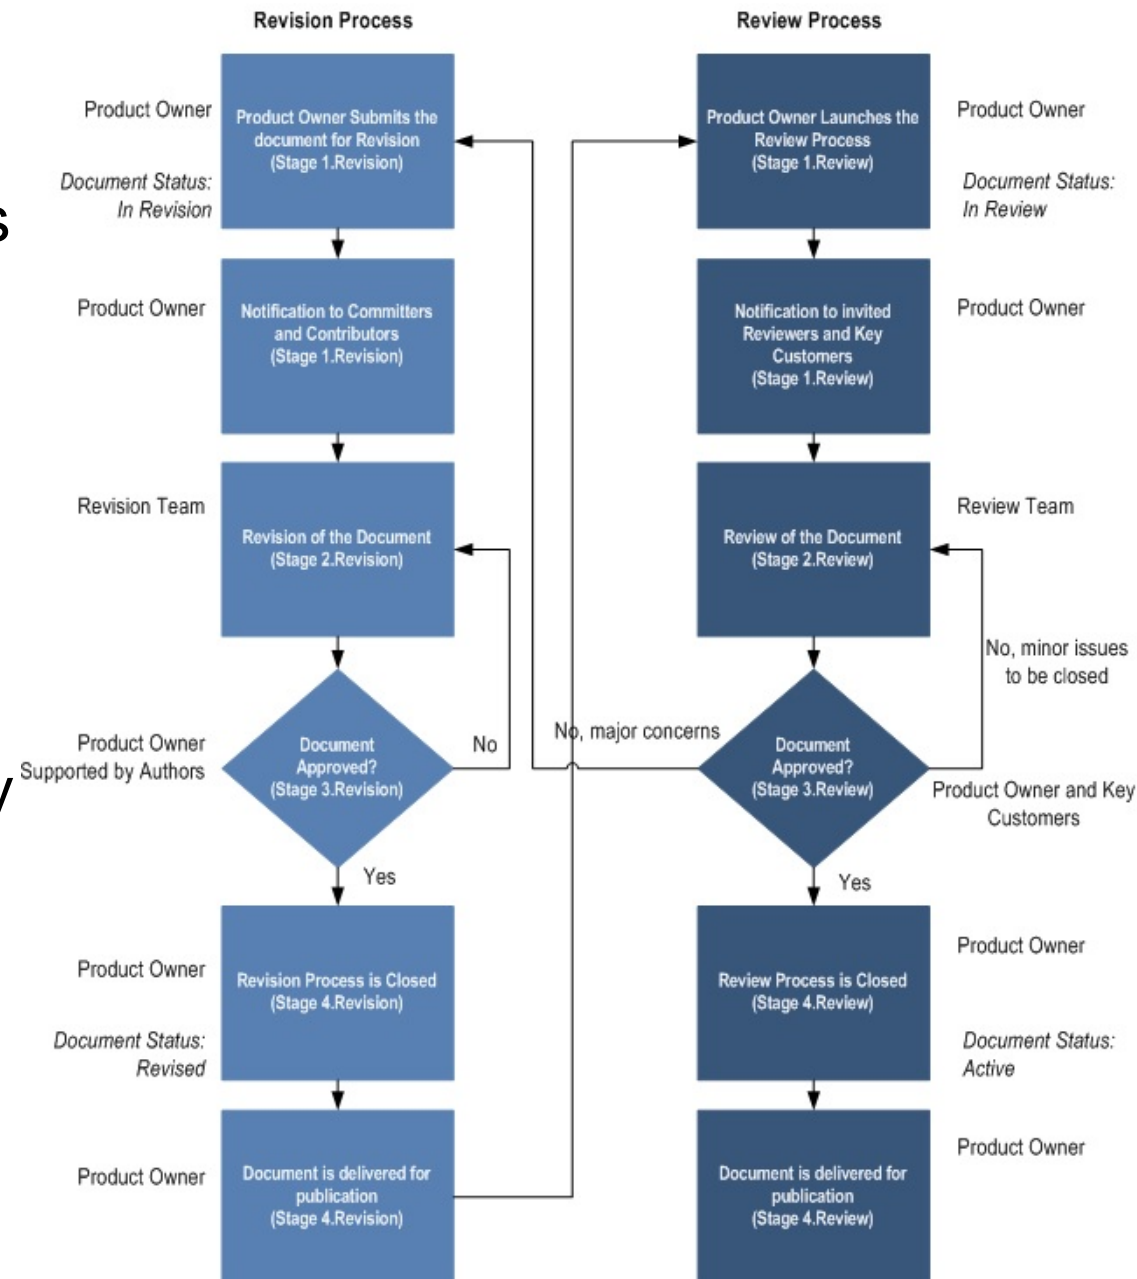 Revision Process
Review Process
Product Owner
Document Status:
In Revision
Product Owner Submits the
document for Revision
(Stage 1.Revision)
Product Owner Launches the
Review Process
(Stage 1.Review)
Product Owner
Document Status:
In Review
s
Product Owner
Notification to Committers
and Contributors
(Stage 1.Revision)
Notification to invited
Reviewers and Key
Customers
(Stage 1.Review)
Product Owner
Revision Team
Revision of the Document
(Stage 2.Revision)
Review of the Document
(Stage 2.Review)
Review Team
No, minor issues
to be closed
Product Owner
Supported by Authors
y
Document
Approved?
(Stage 3.Revision)
No
No, major concerns
Document
Approved?
(Stage 3.Review)
Product Owner and Key
Customers
Yes
Yes
Product Owner
Document Status:
Revised
Revision Process is Closed
(Stage 4.Revision)
Review Process is Closed
(Stage 4.Review)
Product Owner
Document Status:
Active
Product Owner
Document is delivered for
publication
(Stage 4.Revision)
Document is delivered for
publication
(Stage 4.Review)
Product Owner